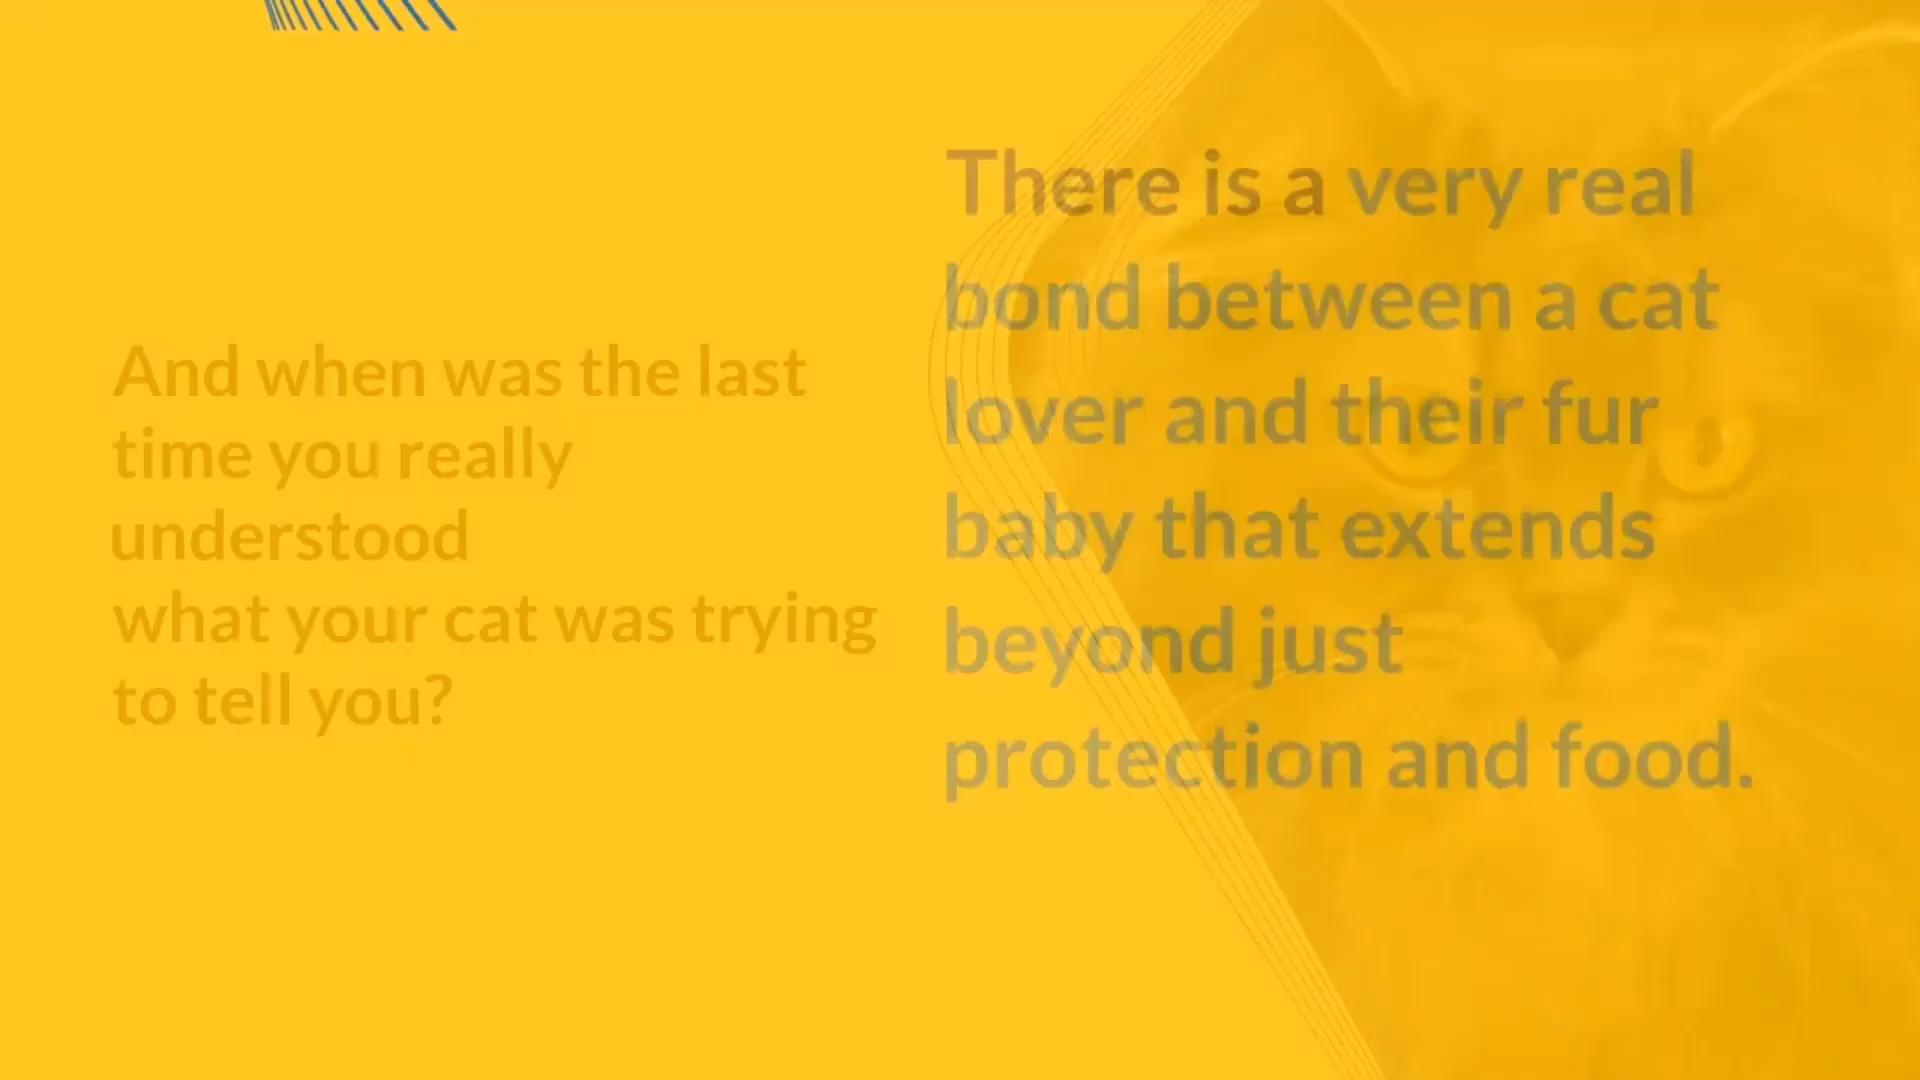 And when was the last
time you really
understood
what your cat was trying
to tell you?
There is a very real
bond between a cat
lover and their fur
baby that extends
beyond just
protection and food.